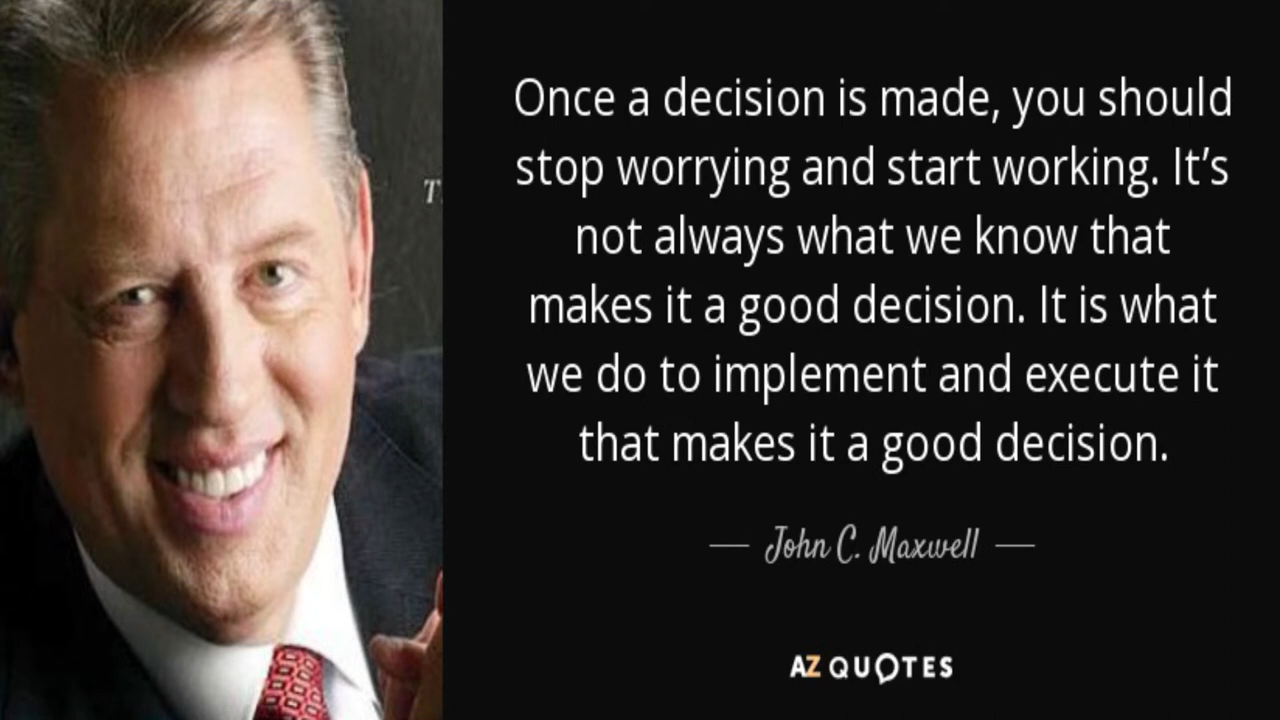 T
Once a decision is made, you should
stop worrying and start working. It’s
not always what we know that
makes it a good decision. It is what
we do to implement and execute it
that makes it a good decision.
John C. Maxwell
AZ QUOTES